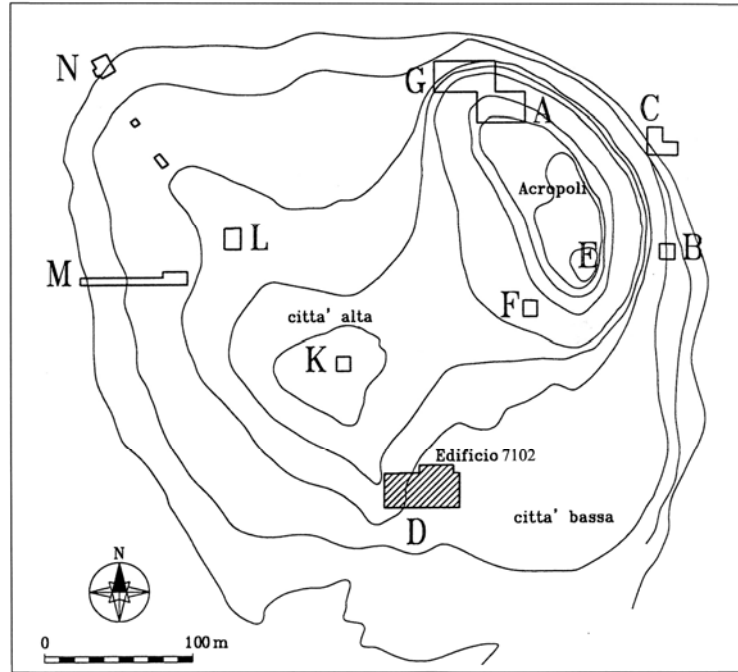 N
G
A
C
Acropoli
L
B
E
M
F
citta' alta
K
Edificio 7102
citta' bassa
D
N
0 100 m